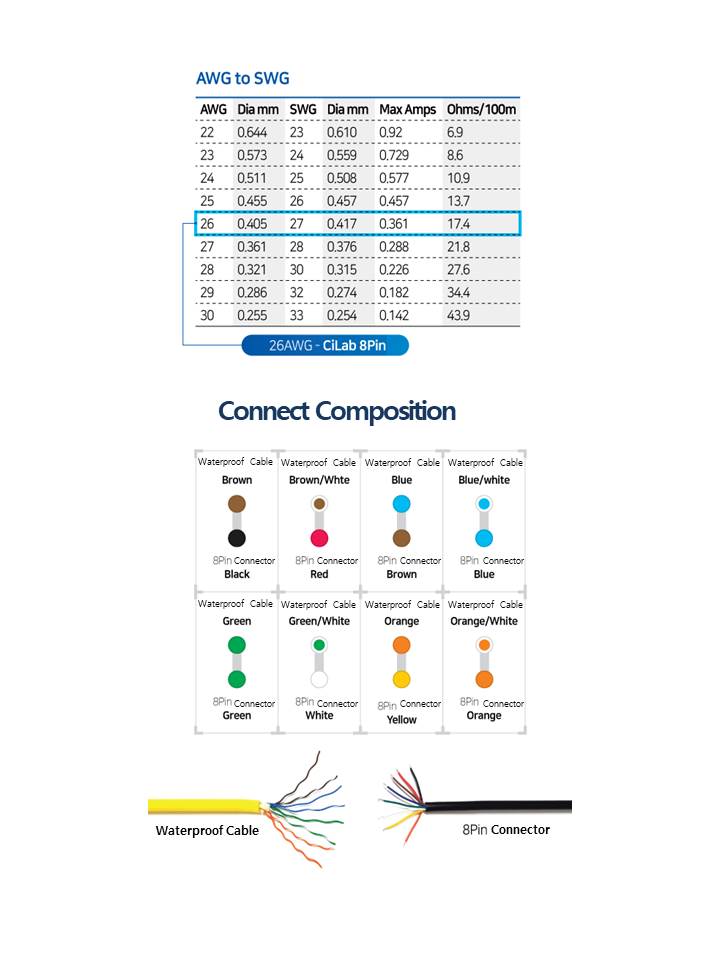 AWG to SWG
AWG Dia mm SWG Dia mm Max Amps Ohms/100m
22 0.644 23 0.610 0.92 6.9
23 0.573 24 0.559 0.729 8.6
24 0.511 25 0.508 0.577 10.9
25 0.455 26 0.457 0.457 13.7
26 0.405 27 0.417 0.361 17.4
27 0.361 28 0.376 0.288 21.8
28 0.321 30 0.315 0.226 27.6
29 0.286 32 0.274 0.182 34.4
30 0.255 33 0.254 0.142 43.9
26AWG - CiLab 8Pin
Connect Composition
Waterproof Cable Waterproof Cable Waterproof Cable Waterproof Cable
Brown Brown/Whte Blue Blue/white
8Pin Connector 8Pin Connector 8Pin Connector 8Pin Connector
Black Red Brown Blue
Waterproof Cable Waterproof Cable Waterproof Cable Waterproof Cable
Green Green/White Orange Orange/White
8Pin Connector 8Pin Connector 8Pin Connector 8Pin Connector
Green White Yellow Orange
Waterproof Cable 8Pin Connector